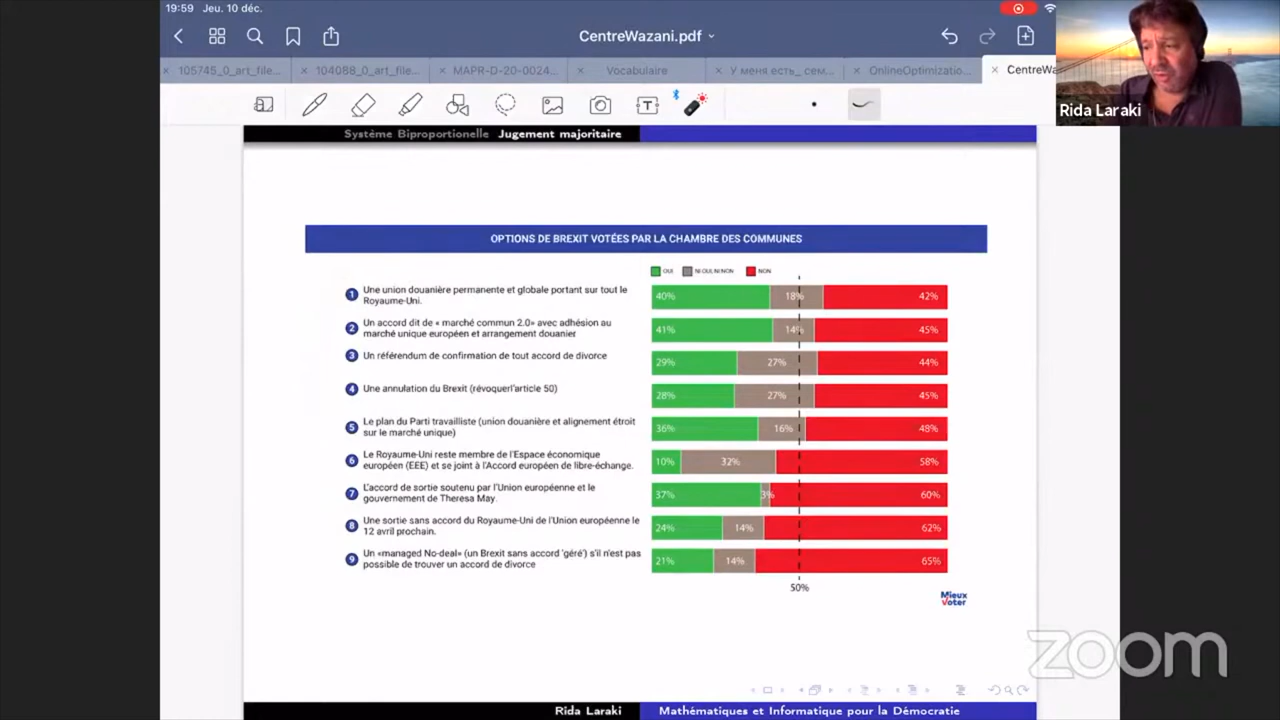 19:59 Jeu. 10 déc.
CentreWazani.pdf
105745_0_art_file...
104088_0_art_file...
MAPR-D-20-0024...
Vocabulaire
У меня есть_ сем...
OnlineOptimizatio...
CentreWa
Rida Laraki
Système Biproportionelle Jugement majoritaire
OPTIONS DE BREXIT VOTÉES PAR LA CHAMBRE DES COMMUNES
OUI NI OUI, NI NON NON
1 Une union douanière permanente et globale portant sur tout le
Royaume-Uni.
40% 18% 42%
2 Un accord dit de « marché commun 2.0» avec adhésion au
marché unique européen et arrangement douanier
41% 14% 45%
3 Un référendum de confirmation de tout accord de divorce
29% 27% 44%
4 Une annulation du Brexit (révoquerl'article 50)
28% 27% 45%
5 Le plan du Parti travailliste (union douanière et alignement étroit
sur le marché unique)
36% 16% 48%
6 Le Royaume-Uni reste membre de l'Espace économique
européen (EEE) et se joint à l'Accord européen de libre-échange.
10% 32% 58%
7 L'accord de sortie soutenu par l'Union européenne et le
gouvernement de Theresa May.
37% 3% 60%
8 Une sortie sans accord du Royaume-Uni de l'Union européenne le
12 avril prochain.
24% 14% 62%
9 Un «managed No-deal» (un Brexit sans accord 'géré') s'il n'est pas
possible de trouver un accord de divorce
21% 14% 65%
50%
Mieux
Voter
zoom
Rida Laraki Mathématiques et Informatique pour la Démocratie